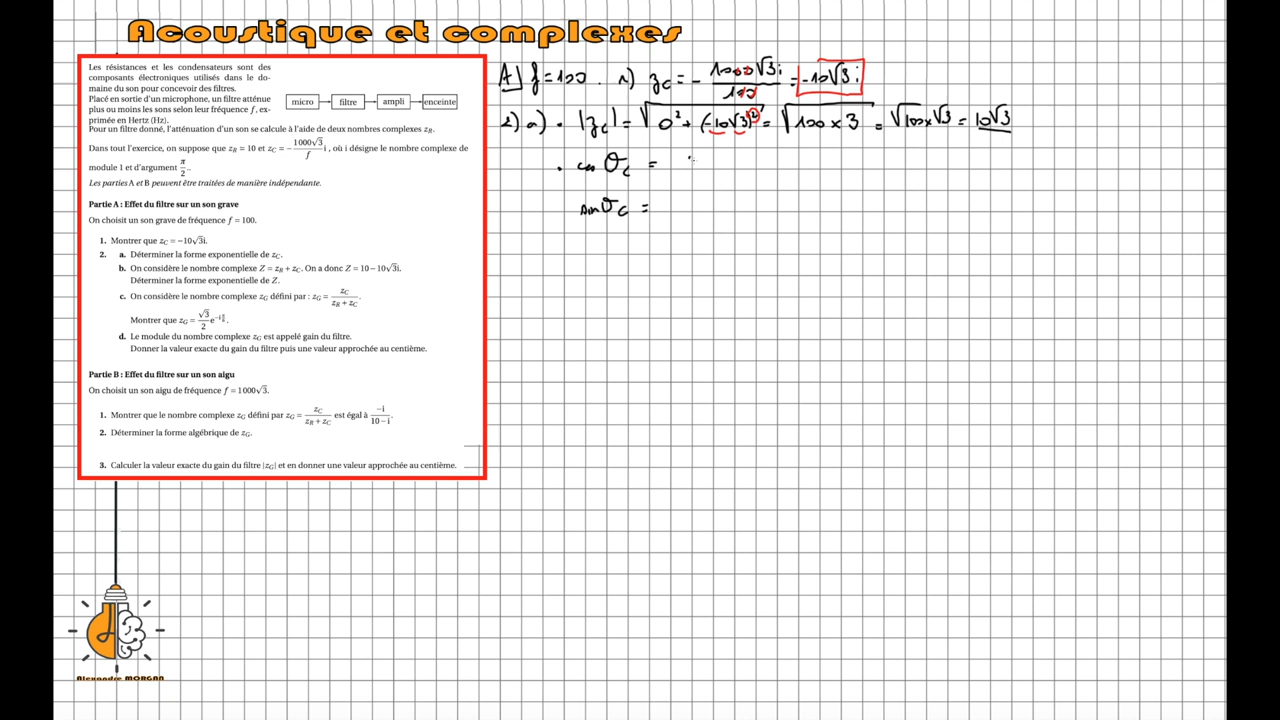 Acoustique et complexes
Les résistances et les condensateurs sont des
composants électroniques utilisés dans le do-
maine du son pour concevoir des filtres.
Placé en sortie d'un microphone, un filtre atténue
plus ou moins les sons selon leur fréquence f, ex-
primée en Hertz (Hz).
micro filtre ampli enceinte
Pour un filtre donné, l'atténuation d'un son se calcule à l'aide de deux nombres complexes z_R.
Dans tout l'exercice, on suppose que z_R = 10 et z_C = −(1000√3/f)i, où i désigne le nombre complexe de
module 1 et d'argument π/2.
Les parties A et B peuvent être traitées de manière indépendante.
Partie A : Effet du filtre sur un son grave
On choisit un son grave de fréquence f = 100.
1. Montrer que z_C = −10√3i.
2. a. Déterminer la forme exponentielle de z_C.
b. On considère le nombre complexe Z = z_R + z_C. On a donc Z = 10 − 10√3i.
Déterminer la forme exponentielle de Z.
c. On considère le nombre complexe z_G défini par : z_G = z_C/(z_R + z_C).
Montrer que z_G = (√3/2)e^(−iπ/6).
d. Le module du nombre complexe z_G est appelé gain du filtre.
Donner la valeur exacte du gain du filtre puis une valeur approchée au centième.
Partie B : Effet du filtre sur un son aigu
On choisit un son aigu de fréquence f = 1000√3.
1. Montrer que le nombre complexe z_G défini par z_G = z_C/(z_R + z_C) est égal à −i/(10 − i).
2. Déterminer la forme algébrique de z_G.
3. Calculer la valeur exacte du gain du filtre |z_G| et en donner une valeur approchée au centième.
A) f = 100 . 1) z_C = − 1000√3 i / 100 = −10√3 i
2) a) • |z_C| = √(0² + (−10√3)²) = √(100 × 3) = √100 × √3 = 10√3
• cos θ_C =
sin θ_C =
Alexandre MORGAN